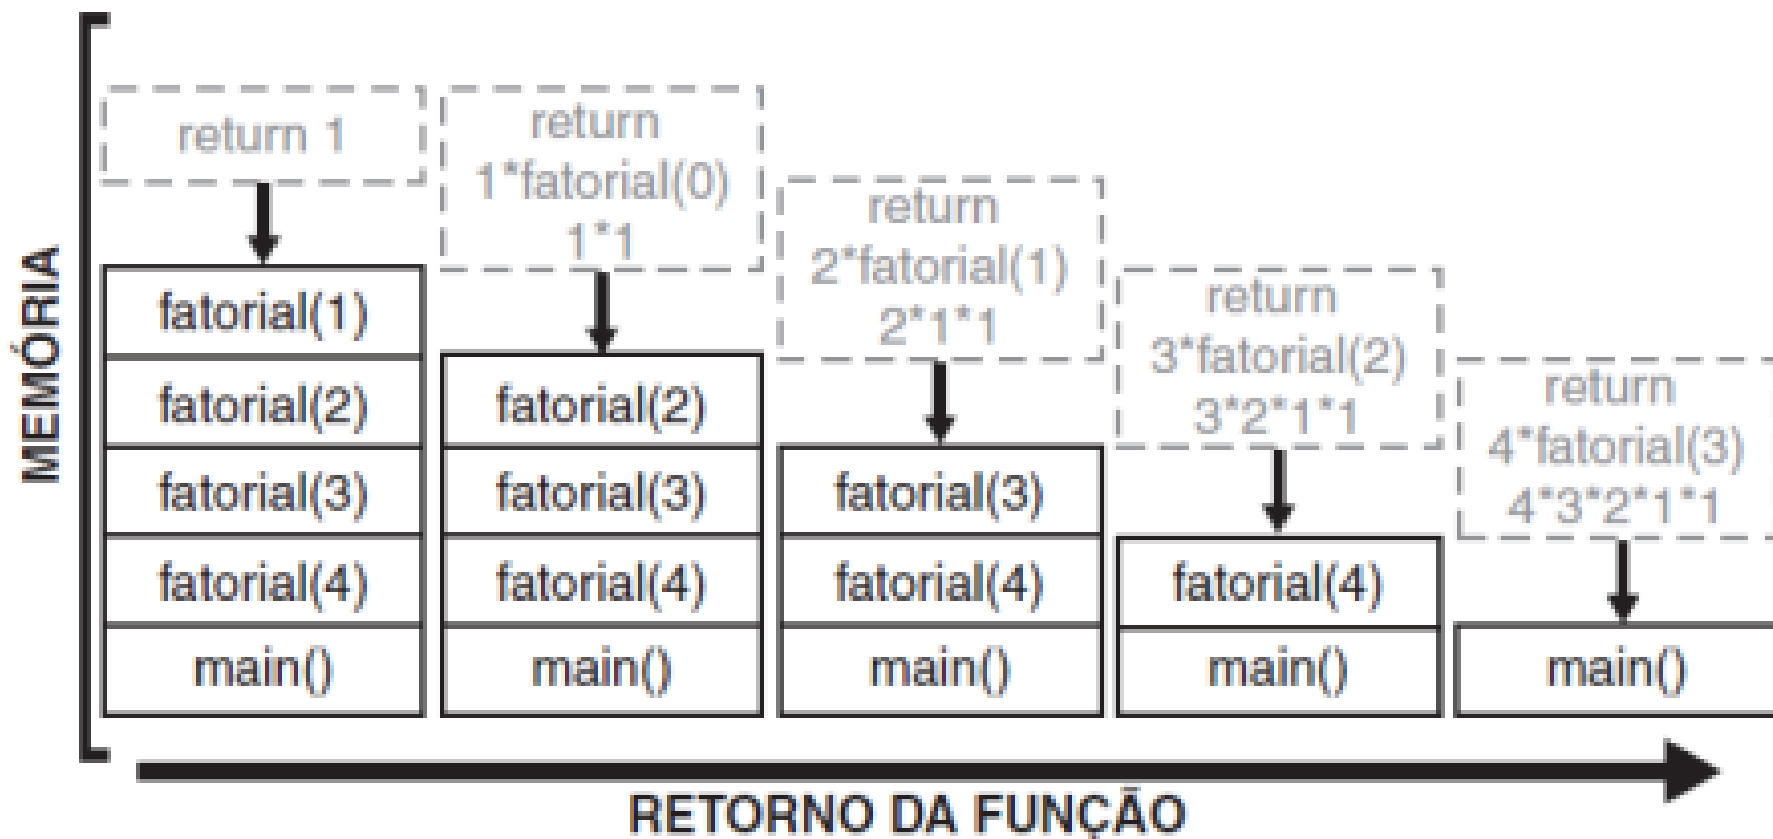 MEMÓRIA
return 1
fatorial(1)
fatorial(2)
fatorial(3)
fatorial(4)
main()
return
1*fatorial(0)
1*1
fatorial(2)
fatorial(3)
fatorial(4)
main()
return
2*fatorial(1)
2*1*1
fatorial(3)
fatorial(4)
main()
return
3*fatorial(2)
3*2*1*1
fatorial(4)
main()
return
4*fatorial(3)
4*3*2*1*1
main()
RETORNO DA FUNÇÃO